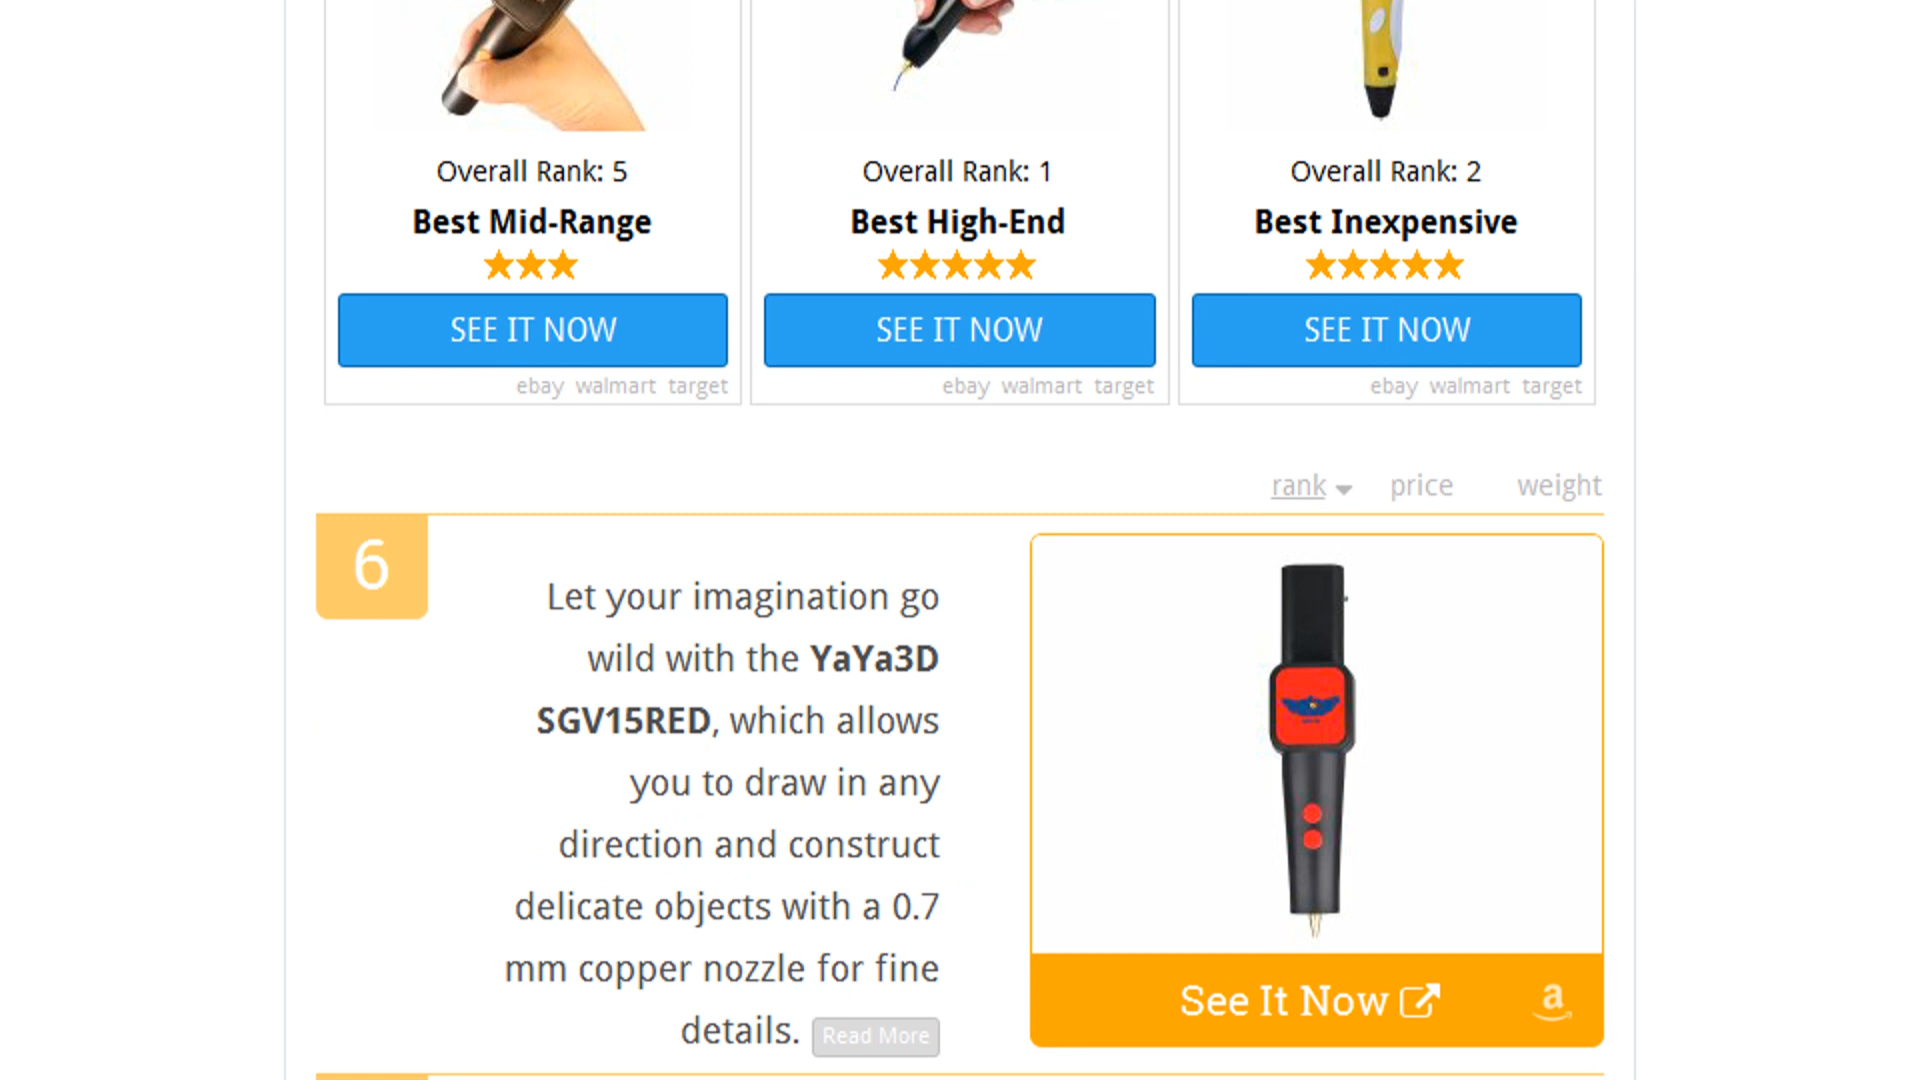 Overall Rank: 5
Best Mid-Range
SEE IT NOW
ebay walmart target
Overall Rank: 1
Best High-End
SEE IT NOW
ebay walmart target
Overall Rank: 2
Best Inexpensive
SEE IT NOW
ebay walmart target
rank price weight
6
Let your imagination go
wild with the YaYa3D
SGV15RED, which allows
you to draw in any
direction and construct
delicate objects with a 0.7
mm copper nozzle for fine
details. Read More
See It Now a